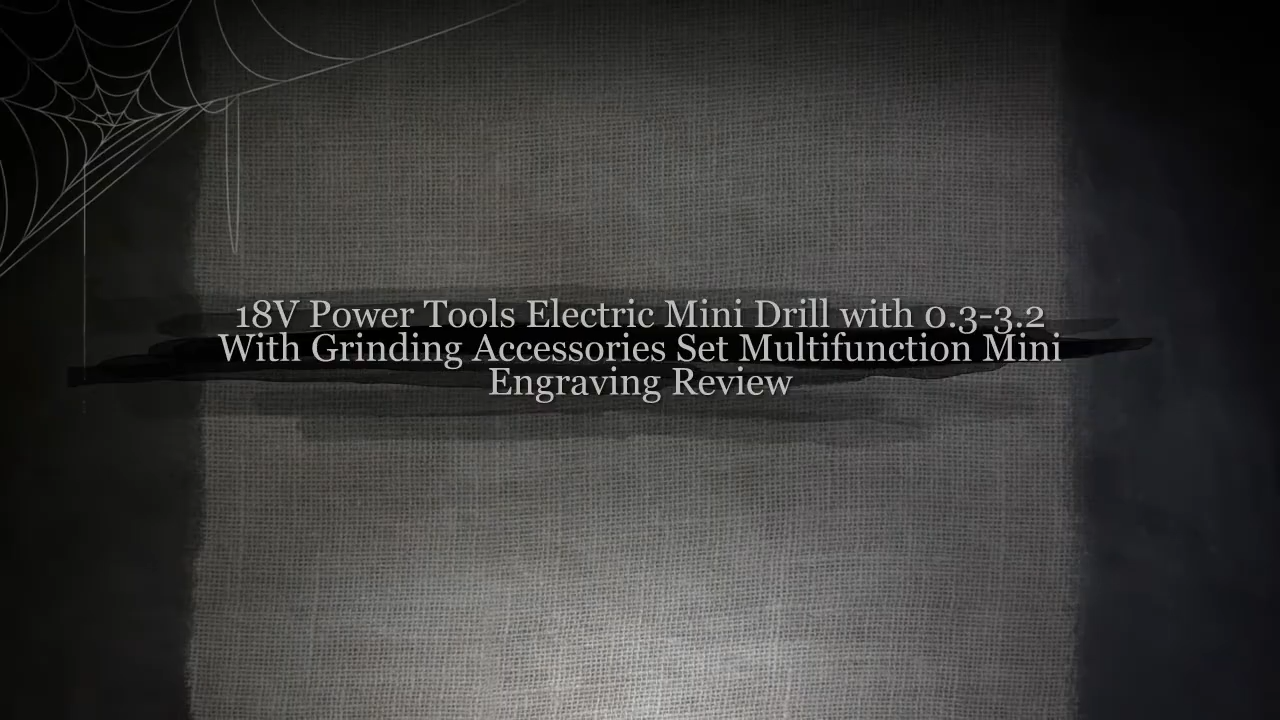 18V Power Tools Electric Mini Drill with 0.3-3.2
With Grinding Accessories Set Multifunction Mini
Engraving Review